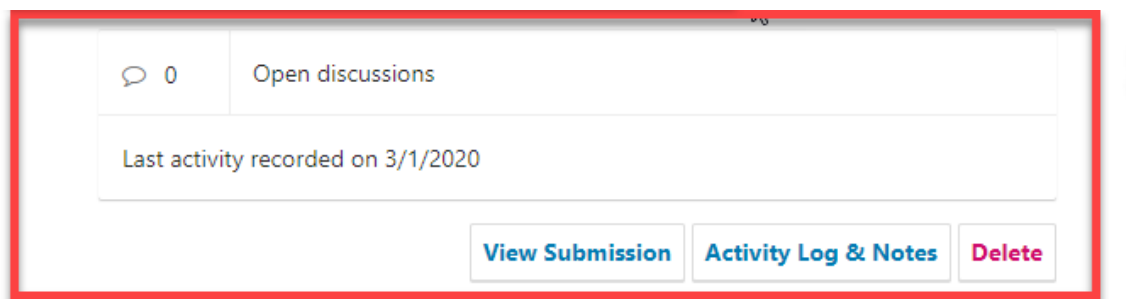 0 Open discussions
Last activity recorded on 3/1/2020
View Submission Activity Log & Notes Delete